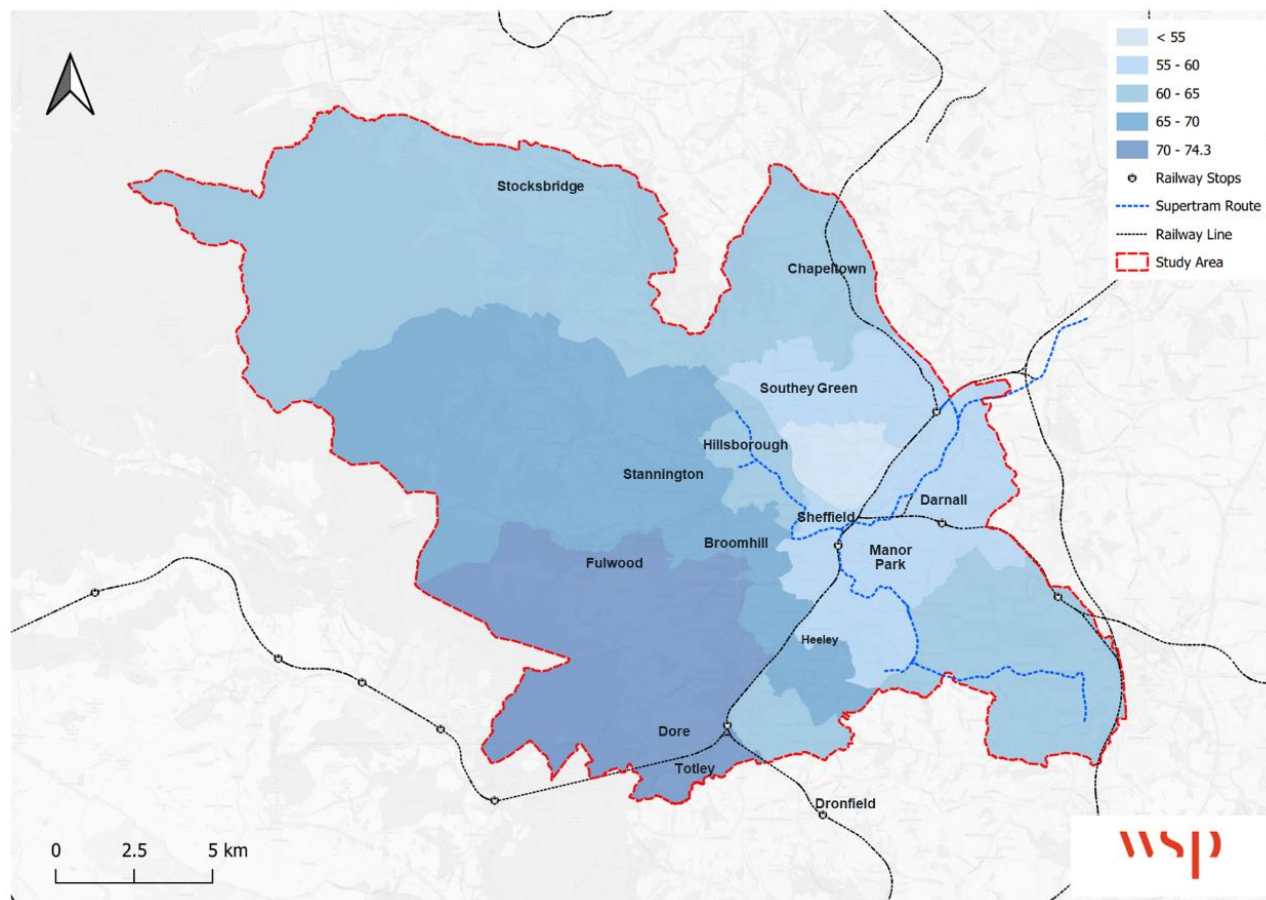 < 55
55 - 60
60 - 65
65 - 70
70 - 74.3
Railway Stops
Supertram Route
Railway Line
Study Area
Stocksbridge
Chapeltown
Southey Green
Hillsborough
Stannington
Darnall
Sheffield
Broomhill
Manor
Park
Fulwood
Heeley
Dore
Totley
Dronfield
0 2.5 5 km
wsp